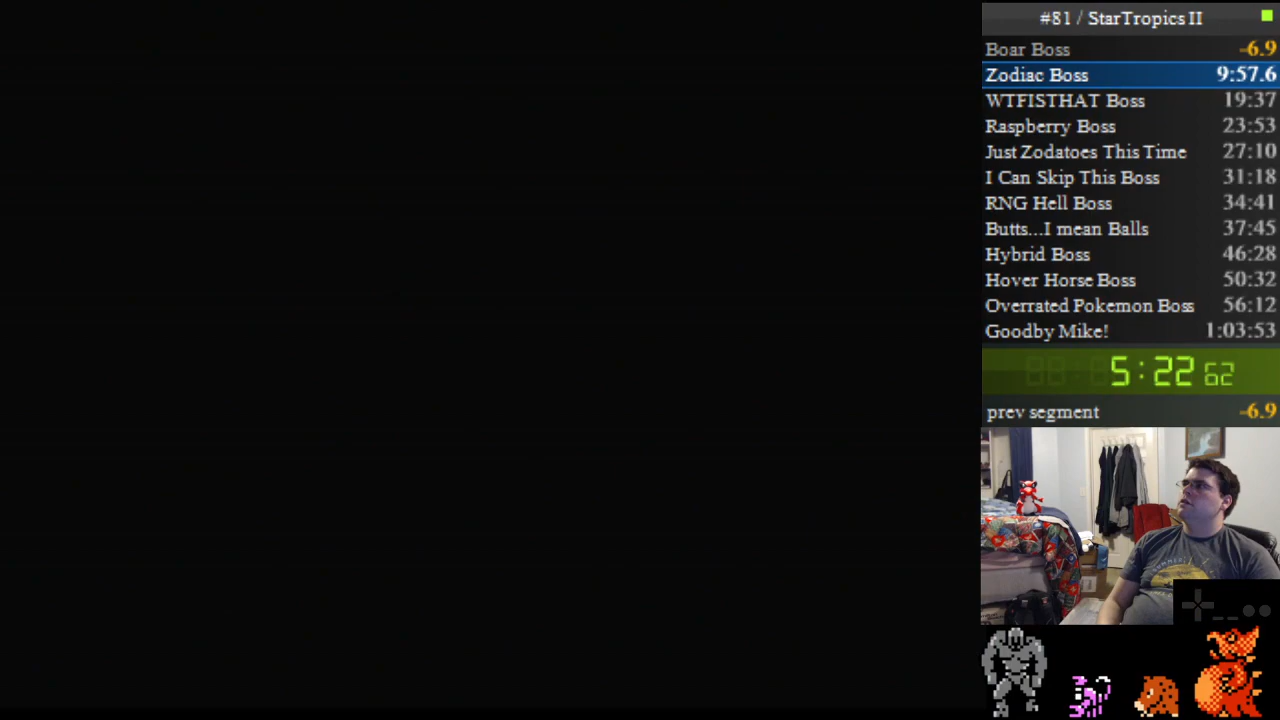 #81 / StarTropics II
Boar Boss -6.9
Zodiac Boss 9:57.6
WTFISTHAT Boss 19:37
Raspberry Boss 23:53
Just Zodatoes This Time 27:10
I Can Skip This Boss 31:18
RNG Hell Boss 34:41
Butts...I mean Balls 37:45
Hybrid Boss 46:28
Hover Horse Boss 50:32
Overrated Pokemon Boss 56:12
Goodby Mike! 1:03:53
5:22 62
prev segment -6.9